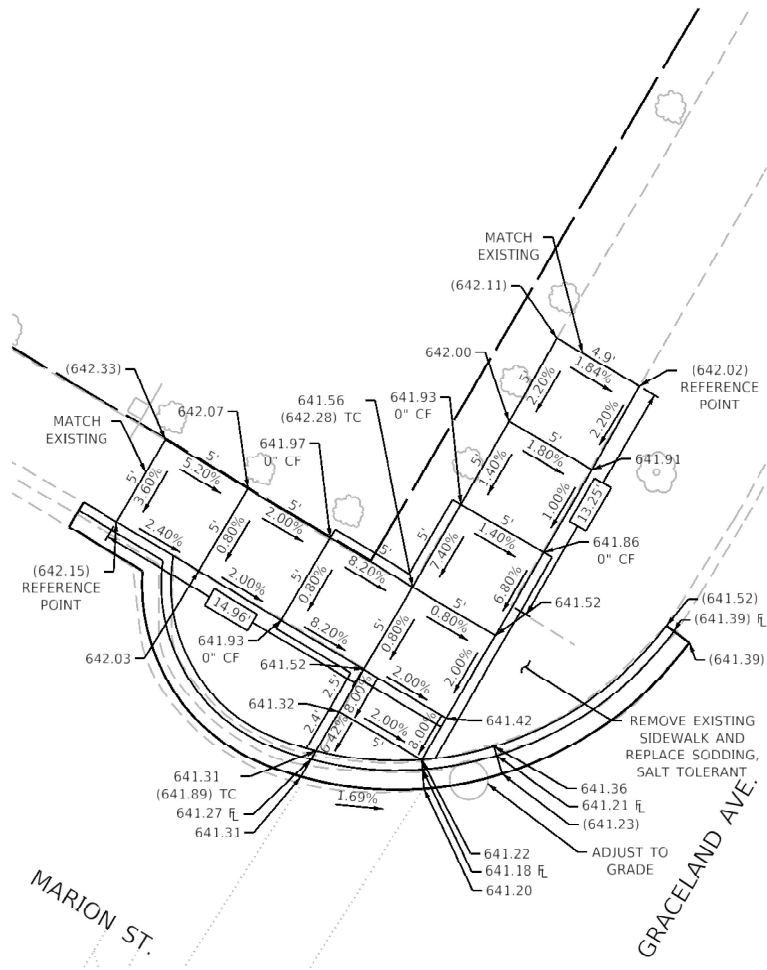 MATCH
EXISTING
(642.11)
4.9'
1.84%
642.00
(642.02)
REFERENCE
POINT
5'
2.20%
2.20%
(642.33)
641.56
(642.28) TC
641.93
0" CF
642.07
641.97
0" CF
MATCH
EXISTING
5'
1.80%
641.91
5'
1.40%
1.00%
13.25'
5'
5.20%
5'
3.60%
5'
2.00%
5'
1.40%
641.86
0" CF
2.40%
5'
0.80%
5'
8.20%
5'
7.40%
6.80%
(642.15)
REFERENCE
POINT
2.00%
5'
0.80%
5'
0.80%
641.52
(641.52)
(641.39) FL
(641.39)
14.96'
8.20%
5'
0.80%
2.00%
642.03
641.93
0" CF
641.52
2.00%
2.5'
8.00%
641.32
2.00%
5'
8.00%
641.42
2.4'
6.42%
REMOVE EXISTING
SIDEWALK AND
REPLACE SODDING,
SALT TOLERANT
641.31
(641.89) TC
641.27 FL
641.31
1.69%
641.36
641.21 FL
(641.23)
641.22
641.18 FL
641.20
ADJUST TO
GRADE
MARION ST.
GRACELAND AVE.